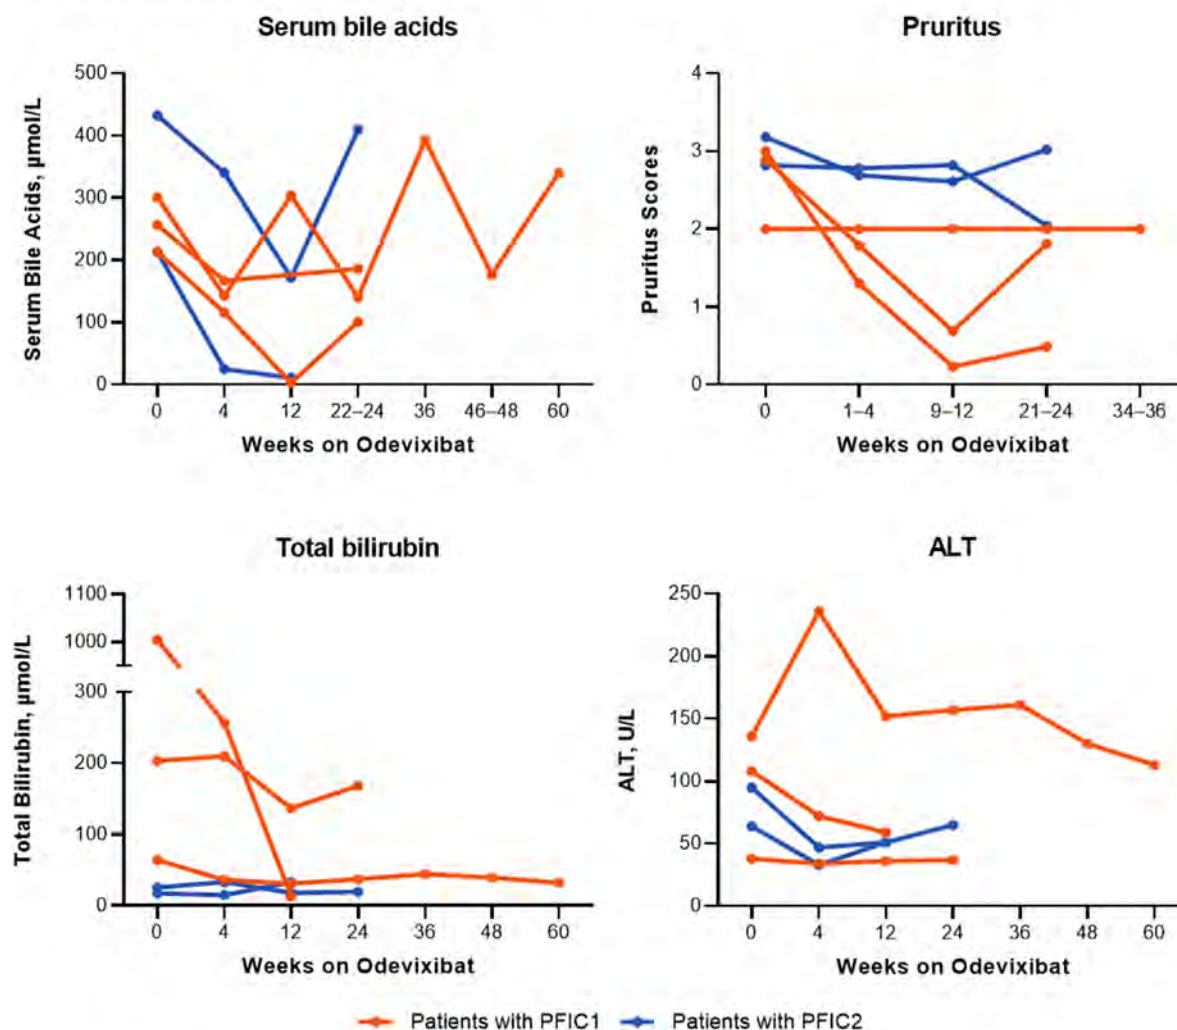 Serum bile acids
Serum Bile Acids, µmol/L
500
400
300
200
100
0
0 4 12 22–24 36 46–48 60
Weeks on Odevixibat
Pruritus
Pruritus Scores
4
3
2
1
0
0 1–4 9–12 21–24 34–36
Weeks on Odevixibat
Total bilirubin
Total Bilirubin, µmol/L
1100
1000
300
200
100
0
0 4 12 24 36 48 60
Weeks on Odevixibat
ALT
ALT, U/L
250
200
150
100
50
0
0 4 12 24 36 48 60
Weeks on Odevixibat
Patients with PFIC1 Patients with PFIC2